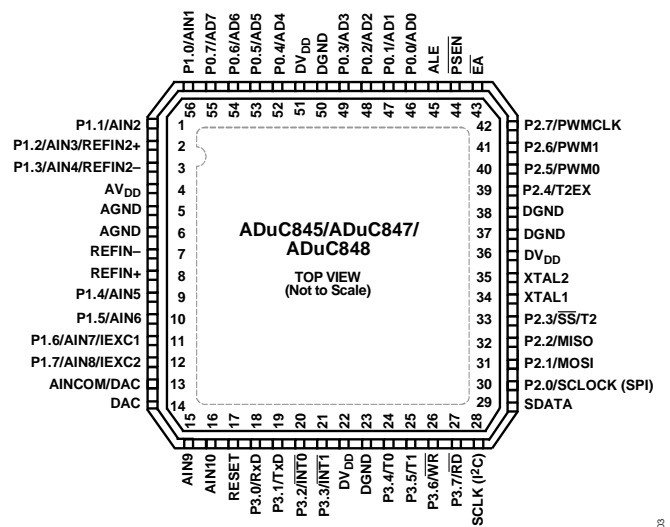 P1.0/AIN1
P0.7/AD7
P0.6/AD6
P0.5/AD5
P0.4/AD4
DVDD
DGND
P0.3/AD3
P0.2/AD2
P0.1/AD1
P0.0/AD0
ALE
PSEN
EA
56
55
54
53
52
51
50
49
48
47
46
45
44
43
P1.1/AIN2 1
P1.2/AIN3/REFIN2+ 2
P1.3/AIN4/REFIN2– 3
AVDD 4
AGND 5
AGND 6
REFIN– 7
REFIN+ 8
P1.4/AIN5 9
P1.5/AIN6 10
P1.6/AIN7/IEXC1 11
P1.7/AIN8/IEXC2 12
AINCOM/DAC 13
DAC 14
ADuC845/ADuC847/
ADuC848
TOP VIEW
(Not to Scale)
42 P2.7/PWMCLK
41 P2.6/PWM1
40 P2.5/PWM0
39 P2.4/T2EX
38 DGND
37 DGND
36 DVDD
35 XTAL2
34 XTAL1
33 P2.3/SS/T2
32 P2.2/MISO
31 P2.1/MOSI
30 P2.0/SCLOCK (SPI)
29 SDATA
15
16
17
18
19
20
21
22
23
24
25
26
27
28
AIN9
AIN10
RESET
P3.0/RxD
P3.1/TxD
P3.2/INT0
P3.3/INT1
DVDD
DGND
P3.4/T0
P3.5/T1
P3.6/WR
P3.7/RD
SCLK (I2C)